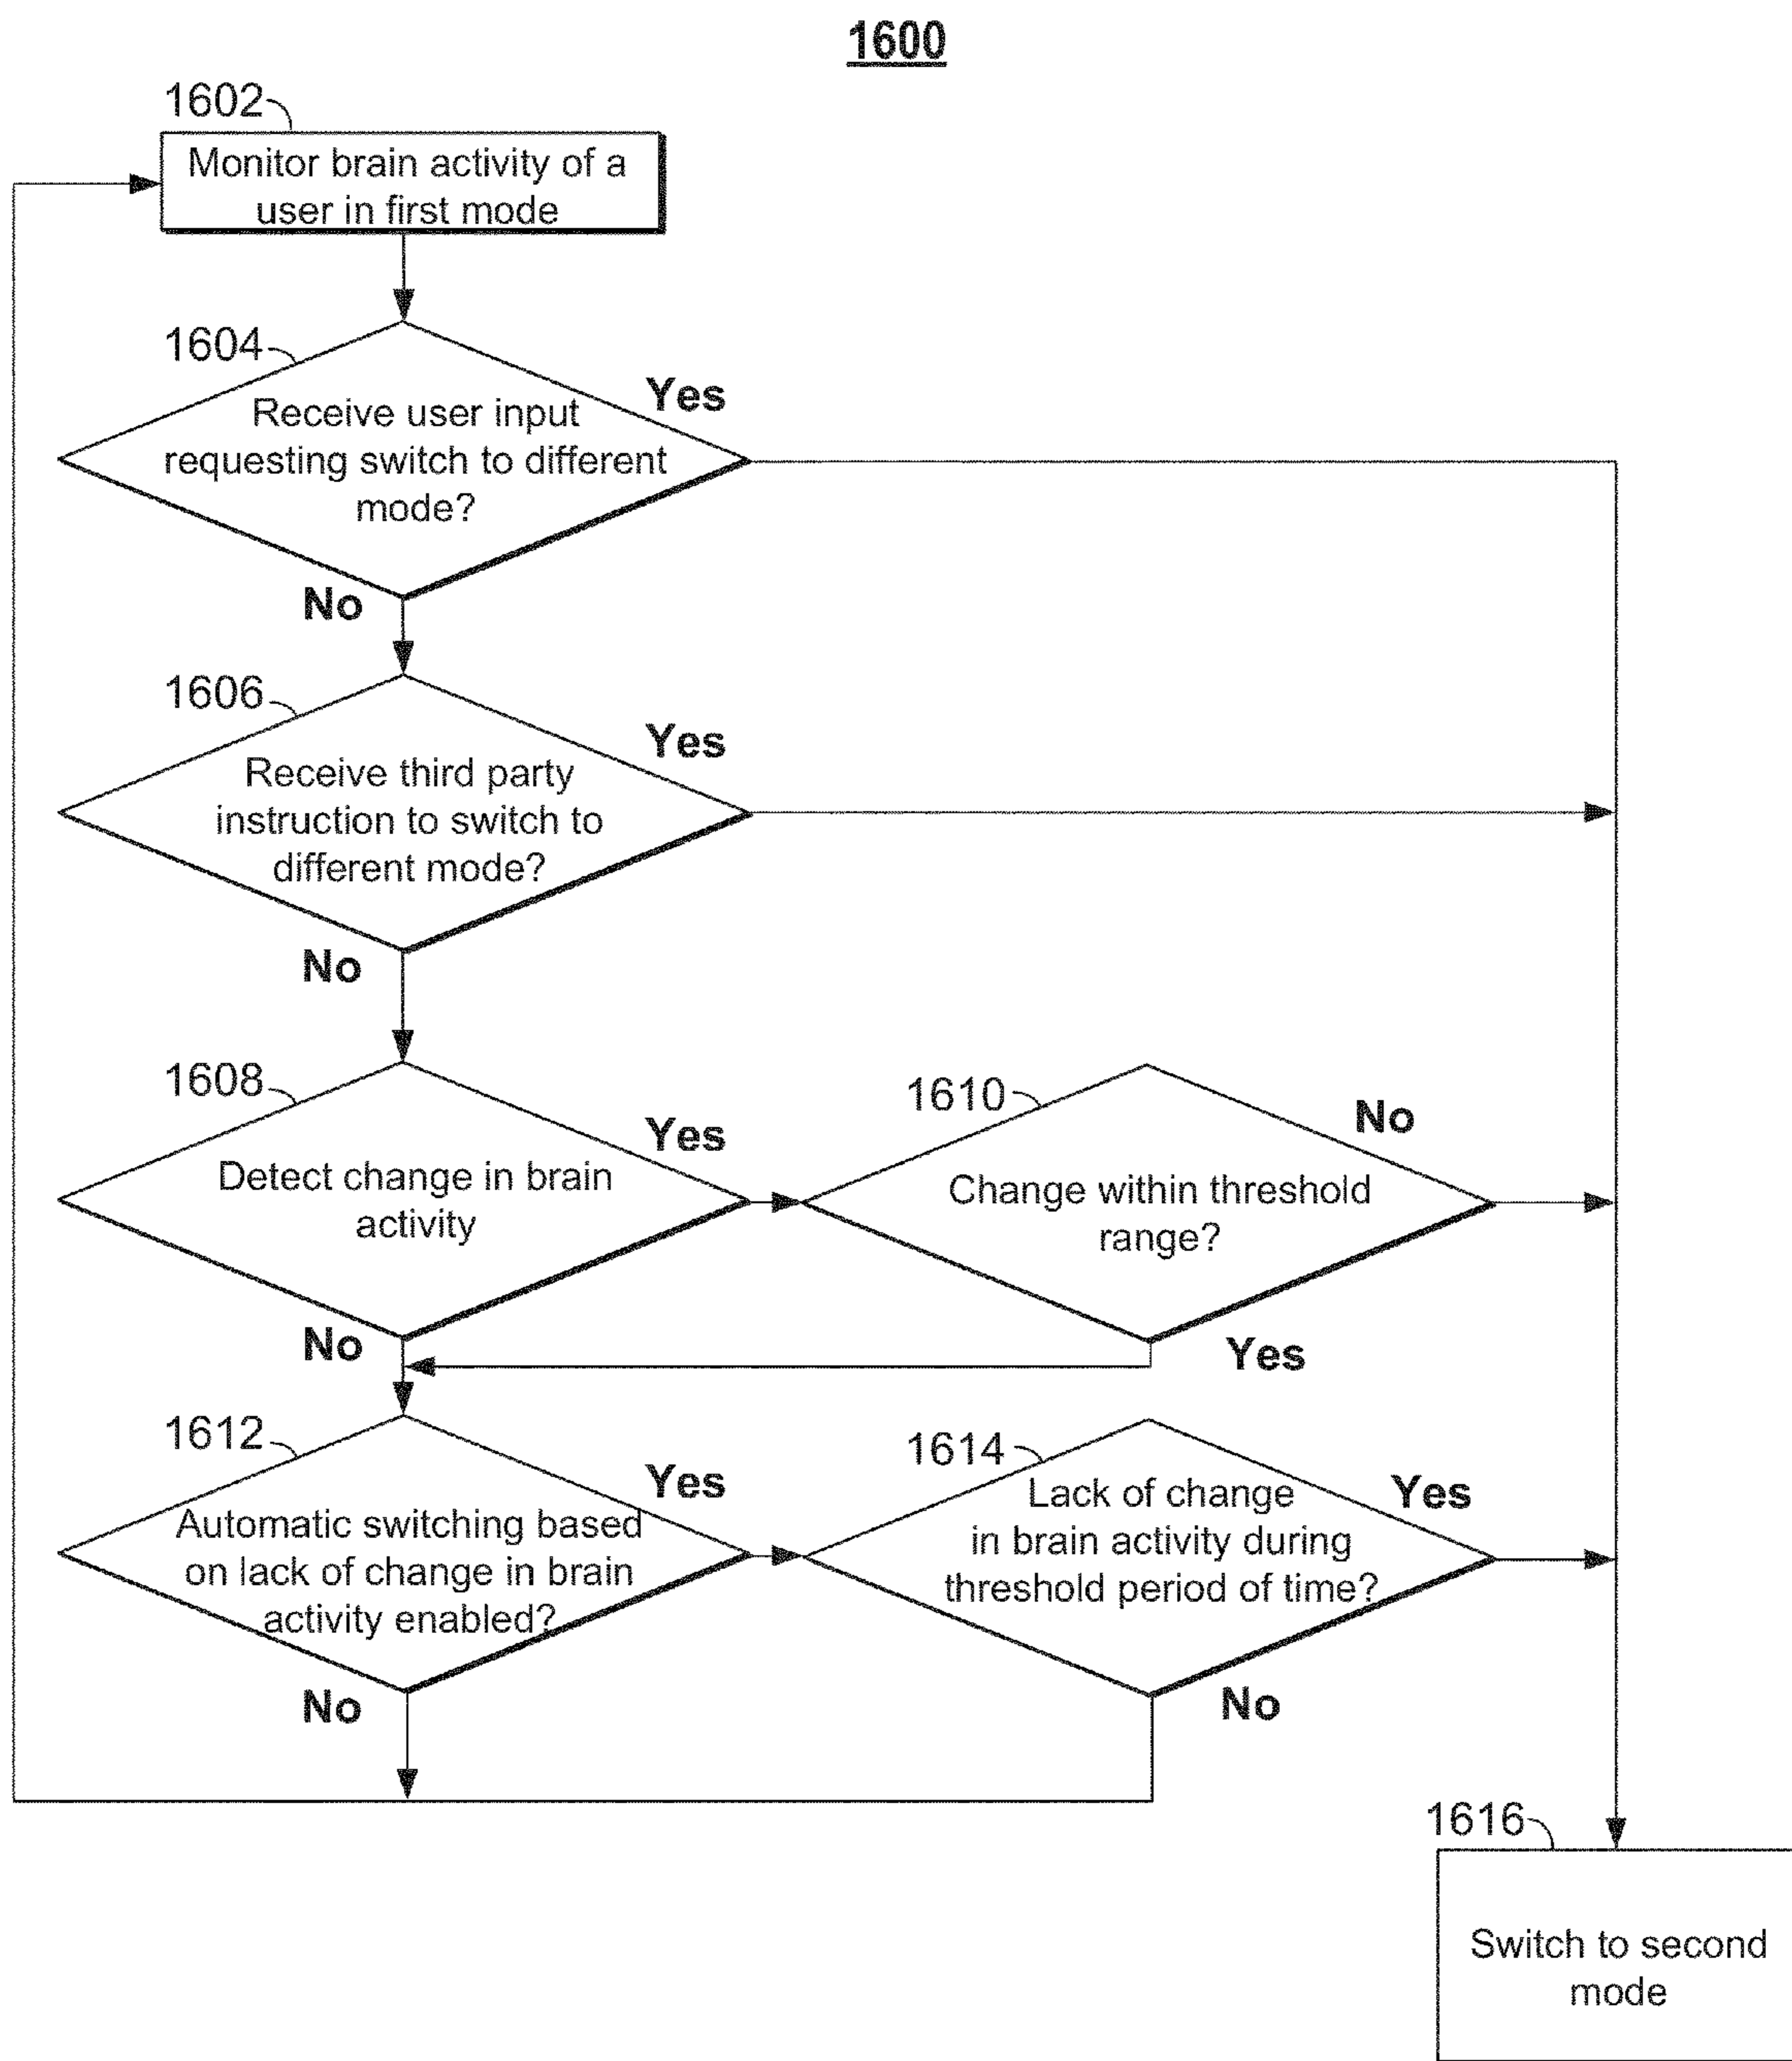 1600
1602
Monitor brain activity of a
user in first mode
1604
Yes
Receive user input
requesting switch to different
mode?
No
1606
Yes
Receive third party
instruction to switch to
different mode?
No
1608
Yes
Detect change in brain
activity
No
1610
No
Change within threshold
range?
Yes
1612
Yes
Automatic switching based
on lack of change in brain
activity enabled?
No
1614
Yes
Lack of change
in brain activity during
threshold period of time?
No
1616
Switch to second
mode